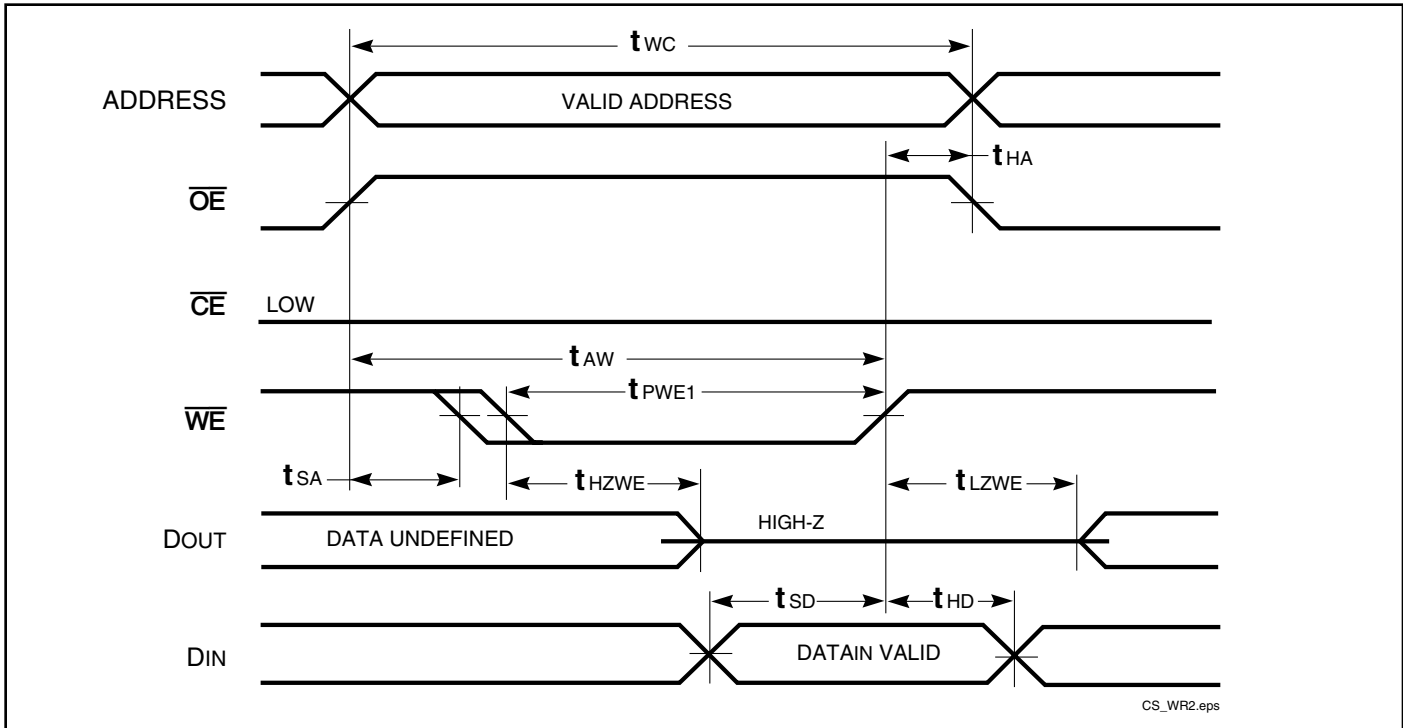 tWC
ADDRESS
VALID ADDRESS
tHA
OE
CE
LOW
tAW
tPWE1
WE
tSA
tHZWE
tLZWE
HIGH-Z
DOUT
DATA UNDEFINED
tSD
tHD
DIN
DATAIN VALID
CS_WR2.eps